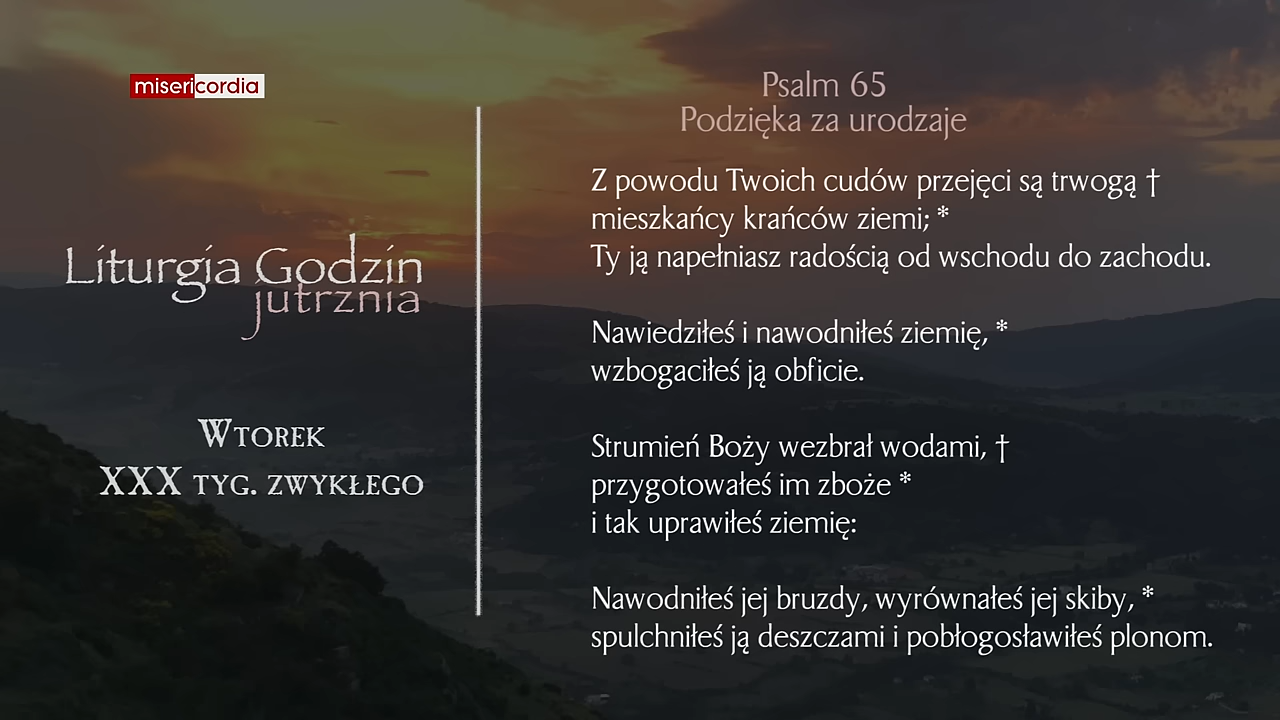 misericordia
Liturgia Godzin
jutrznia
Wtorek
XXX tyg. zwykłego
Psalm 65
Podzięka za urodzaje
Z powodu Twoich cudów przejęci są trwogą †
mieszkańcy krańców ziemi; *
Ty ją napełniasz radością od wschodu do zachodu.
Nawiedziłeś i nawodniłeś ziemię, *
wzbogaciłeś ją obficie.
Strumień Boży wezbrał wodami, †
przygotowałeś im zboże *
i tak uprawiłeś ziemię:
Nawodniłeś jej bruzdy, wyrównałeś jej skiby, *
spulchniłeś ją deszczami i pobłogosławiłeś plonom.